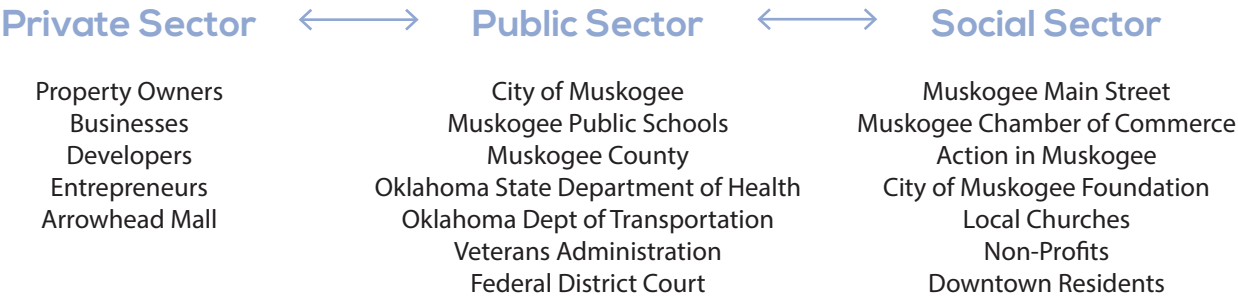 Private Sector
Property Owners
Businesses
Developers
Entrepreneurs
Arrowhead Mall
Public Sector
City of Muskogee
Muskogee Public Schools
Muskogee County
Oklahoma State Department of Health
Oklahoma Dept of Transportation
Veterans Administration
Federal District Court
Social Sector
Muskogee Main Street
Muskogee Chamber of Commerce
Action in Muskogee
City of Muskogee Foundation
Local Churches
Non-Profits
Downtown Residents